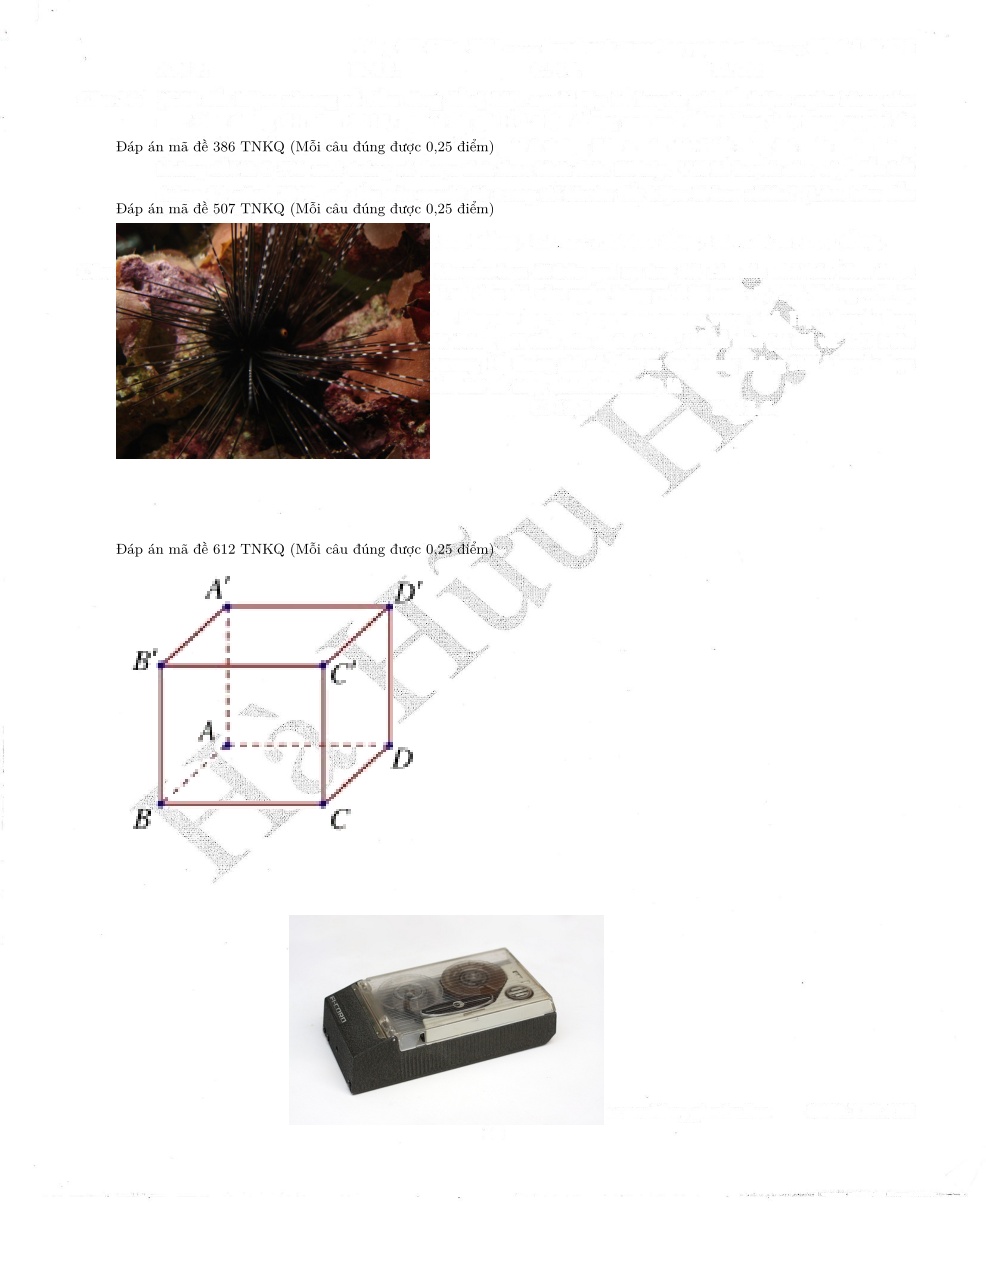 Đáp án mã đề 386 TNKQ (Mỗi câu đúng được 0,25 điểm)
Đáp án mã đề 507 TNKQ (Mỗi câu đúng được 0,25 điểm)
Đáp án mã đề 612 TNKQ (Mỗi câu đúng được 0,25 điểm)
A' D'
B' C'
A D
B C
Hà Hữu Hải